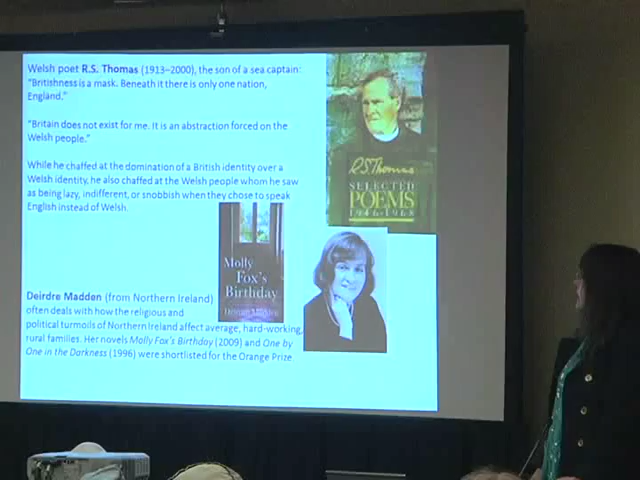 Welsh poet R.S. Thomas (1913–2000), the son of a sea captain:
“Britishness is a mask. Beneath it there is only one nation,
England.”
“Britain does not exist for me. It is an abstraction forced on the
Welsh people.”
While he chaffed at the domination of a British identity over a
Welsh identity, he also chaffed at the Welsh people whom he saw
as being lazy, indifferent, or snobbish when they chose to speak
English instead of Welsh.
R.S. Thomas
SELECTED
POEMS
1946-1968
Molly
Fox's
Birthday
Deirdre Madden
Deirdre Madden (from Northern Ireland)
often deals with how the religious and
political turmoils of Northern Ireland affect average, hard-working,
rural families. Her novels Molly Fox's Birthday (2009) and One by
One in the Darkness (1996) were shortlisted for the Orange Prize.